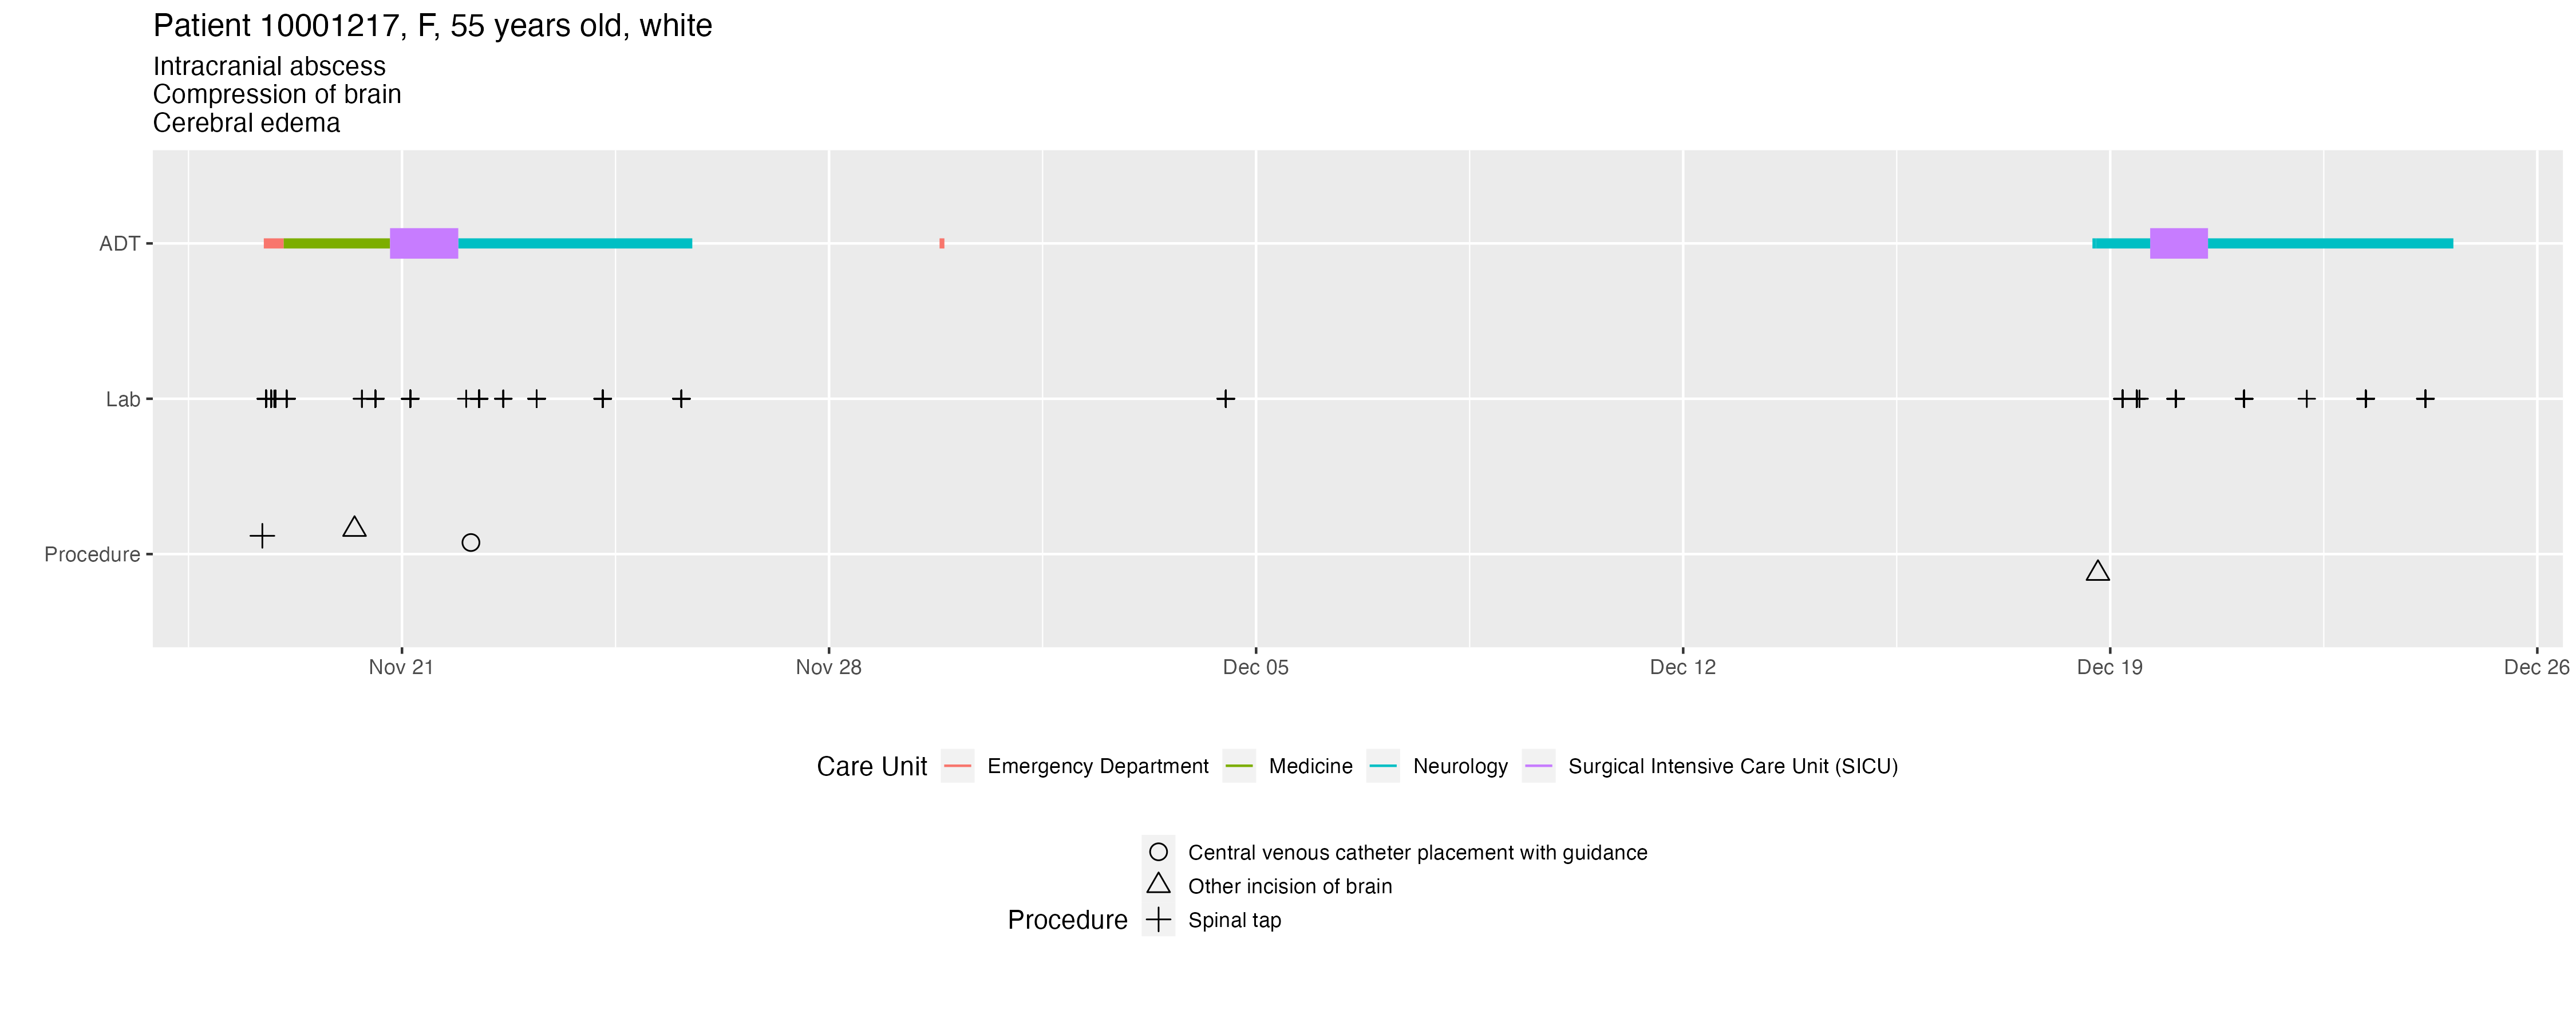 Patient 10001217, F, 55 years old, white
Intracranial abscess
Compression of brain
Cerebral edema
ADT
Lab
Procedure
Nov 21 Nov 28 Dec 05 Dec 12 Dec 19 Dec 26
Care Unit Emergency Department Medicine Neurology Surgical Intensive Care Unit (SICU)
Central venous catheter placement with guidance
Other incision of brain
Procedure Spinal tap